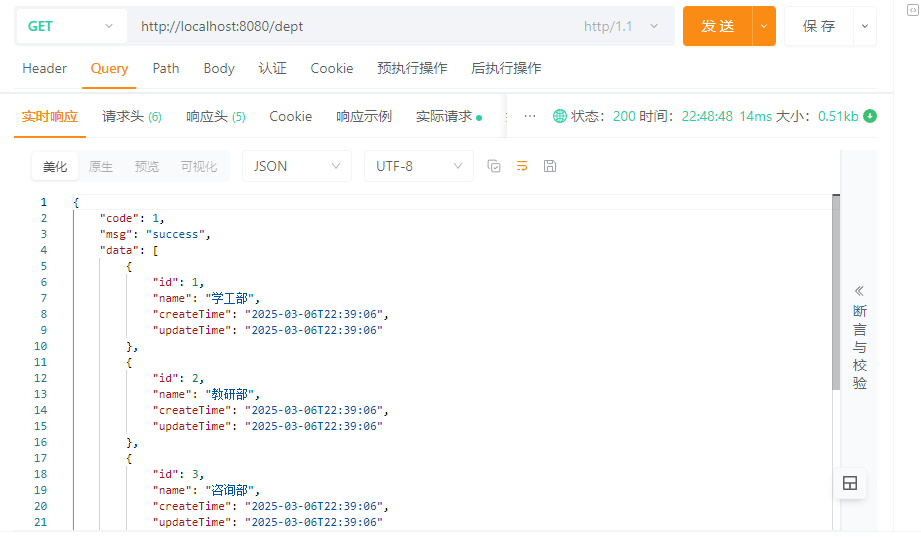 GET http://localhost:8080/dept http/1.1 发 送 保 存
Header Query Path Body 认证 Cookie 预执行操作 后执行操作
实时响应 请求头 (6) 响应头 (5) Cookie 响应示例 实际请求 ··· 状态: 200 时间: 22:48:48 14ms 大小: 0.51kb
美化 原生 预览 可视化 JSON UTF-8
1 {
2 "code": 1,
3 "msg": "success",
4 "data": [
5 {
6 "id": 1,
7 "name": "学工部",
8 "createTime": "2025-03-06T22:39:06",
9 "updateTime": "2025-03-06T22:39:06"
10 },
11 {
12 "id": 2,
13 "name": "教研部",
14 "createTime": "2025-03-06T22:39:06",
15 "updateTime": "2025-03-06T22:39:06"
16 },
17 {
18 "id": 3,
19 "name": "咨询部",
20 "createTime": "2025-03-06T22:39:06",
21 "updateTime": "2025-03-06T22:39:06"
断言与校验